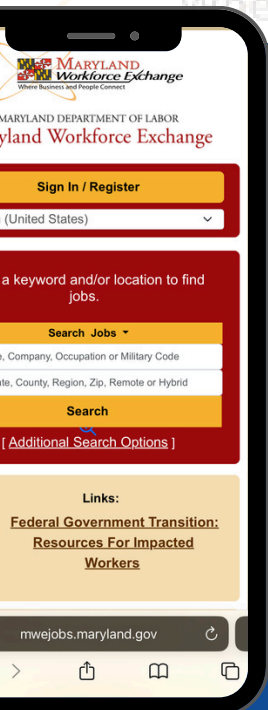 MARYLAND
Workforce Exchange
Where Business and People Connect
MARYLAND DEPARTMENT OF LABOR
yland Workforce Exchange
Sign In / Register
(United States)
a keyword and/or location to find
jobs.
Search Jobs
e, Company, Occupation or Military Code
ate, County, Region, Zip, Remote or Hybrid
Search
[ Additional Search Options ]
Links:
Federal Government Transition:
Resources For Impacted
Workers
mwejobs.maryland.gov